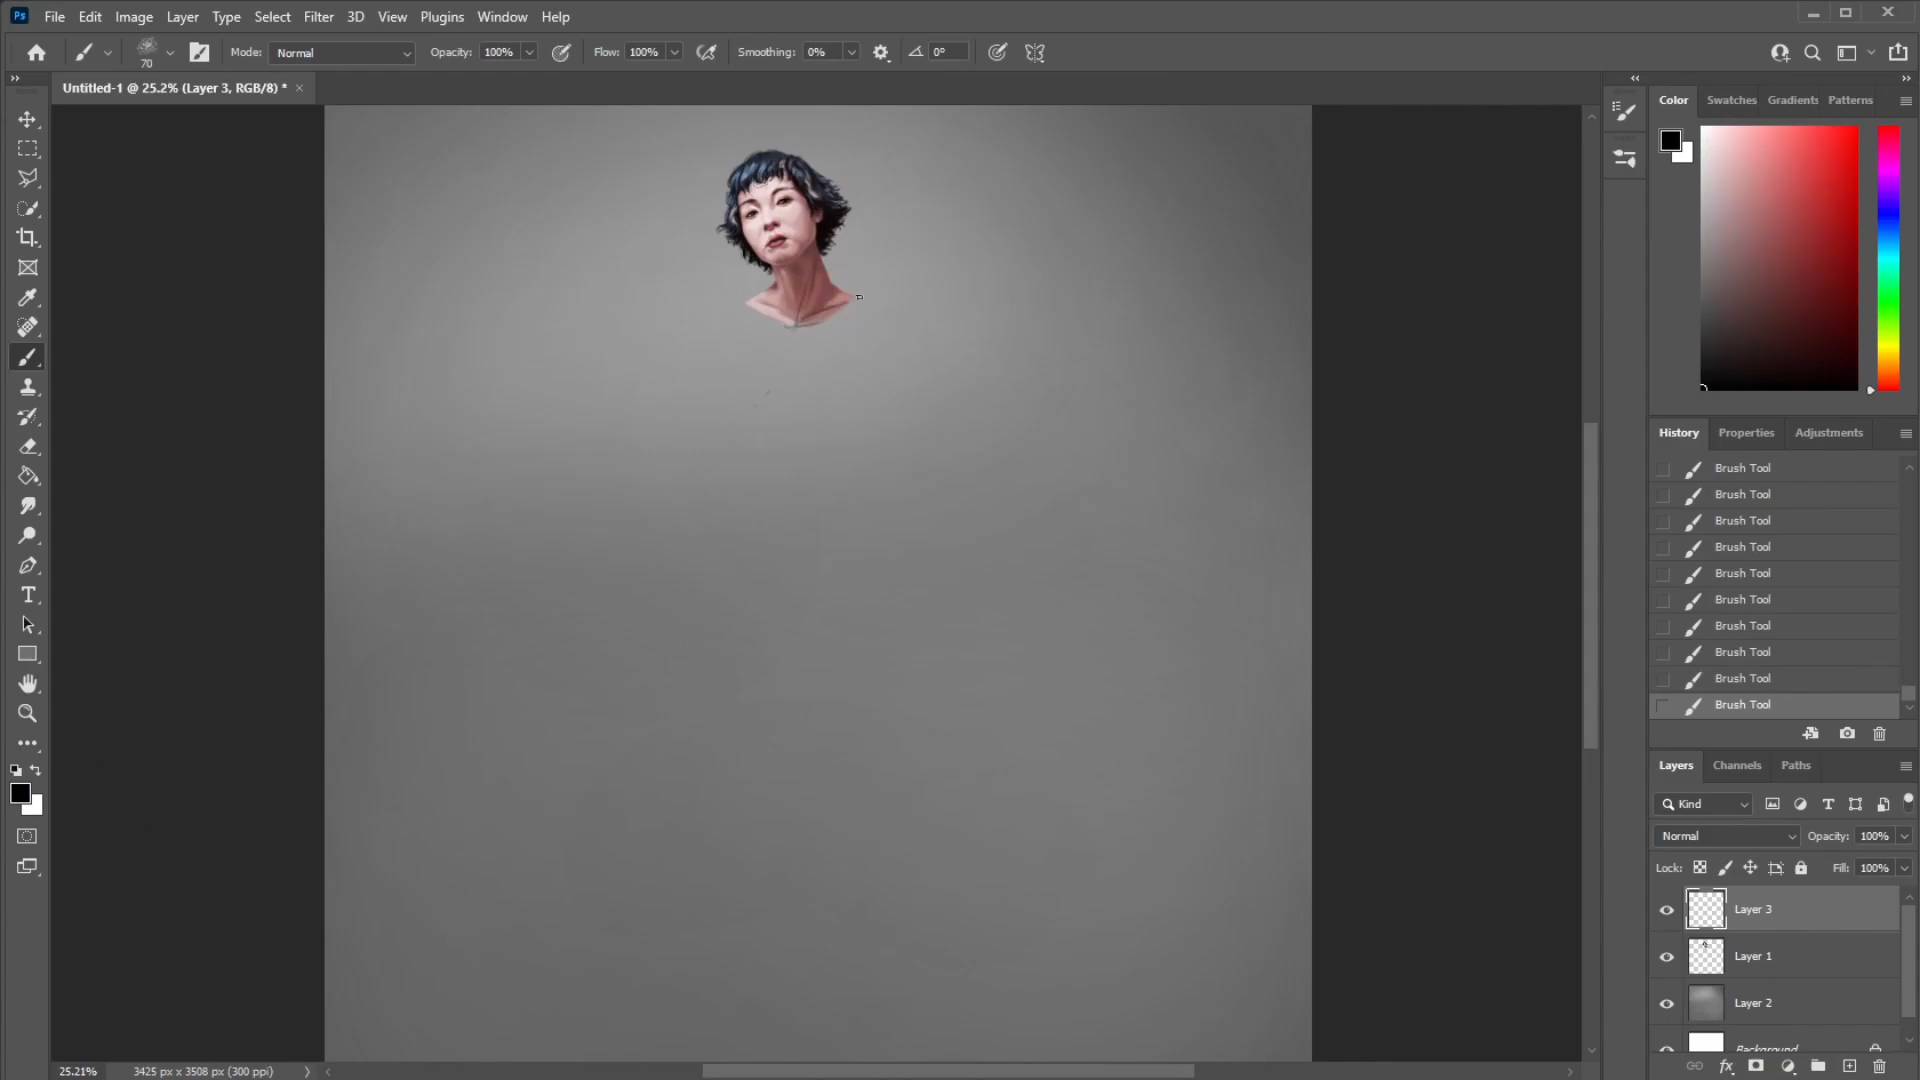 Ps File Edit Image Layer Type Select Filter 3D View Plugins Window Help
70 Mode: Normal Opacity: 100% Flow: 100% Smoothing: 0% 0°
Untitled-1 @ 25.2% (Layer 3, RGB/8) * ×
Color Swatches Gradients Patterns
History Properties Adjustments
Brush Tool
Brush Tool
Brush Tool
Brush Tool
Brush Tool
Brush Tool
Brush Tool
Brush Tool
Brush Tool
Brush Tool
Layers Channels Paths
Kind
Normal Opacity: 100%
Lock: Fill: 100%
Layer 3
Layer 1
Layer 2
Background
25.21% 3425 px x 3508 px (300 ppi)